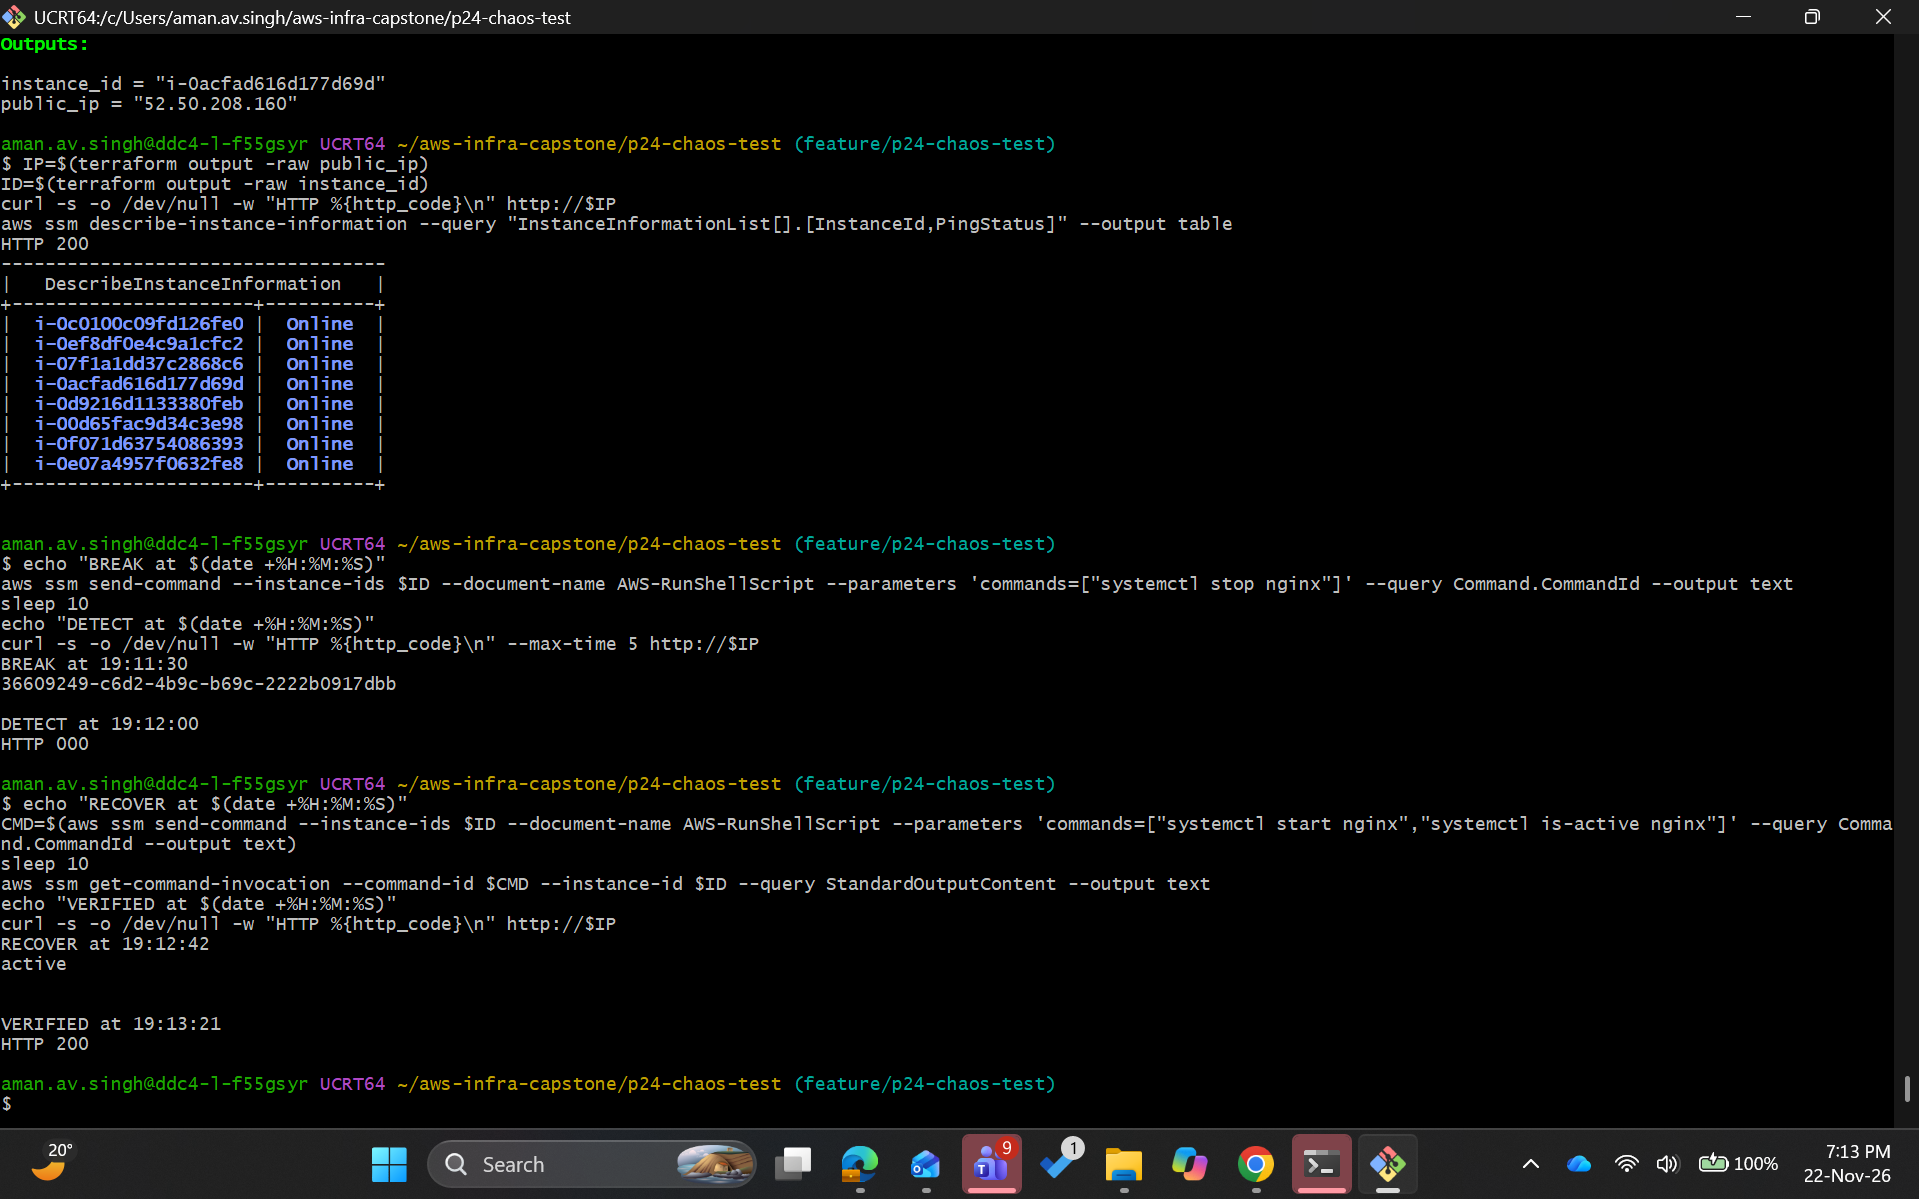 UCRT64:/c/Users/aman.av.singh/aws-infra-capstone/p24-chaos-test
Outputs:
instance_id = "i-0acfad616d177d69d"
public_ip = "52.50.208.160"
aman.av.singh@ddc4-l-f55gsyr UCRT64 ~/aws-infra-capstone/p24-chaos-test (feature/p24-chaos-test)
$ IP=$(terraform output -raw public_ip)
ID=$(terraform output -raw instance_id)
curl -s -o /dev/null -w "HTTP %{http_code}\n" http://$IP
aws ssm describe-instance-information --query "InstanceInformationList[].[InstanceId,PingStatus]" --output table
HTTP 200
-----------------------------------
|   DescribeInstanceInformation   |
+----------------------+----------+
|  i-0c0100c09fd126fe0 |  Online  |
|  i-0ef8df0e4c9a1cfc2 |  Online  |
|  i-07f1a1dd37c2868c6 |  Online  |
|  i-0acfad616d177d69d |  Online  |
|  i-0d9216d1133380feb |  Online  |
|  i-00d65fac9d34c3e98 |  Online  |
|  i-0f071d63754086393 |  Online  |
|  i-0e07a4957f0632fe8 |  Online  |
+----------------------+----------+
aman.av.singh@ddc4-l-f55gsyr UCRT64 ~/aws-infra-capstone/p24-chaos-test (feature/p24-chaos-test)
$ echo "BREAK at $(date +%H:%M:%S)"
aws ssm send-command --instance-ids $ID --document-name AWS-RunShellScript --parameters 'commands=["systemctl stop nginx"]' --query Command.CommandId --output text
sleep 10
echo "DETECT at $(date +%H:%M:%S)"
curl -s -o /dev/null -w "HTTP %{http_code}\n" --max-time 5 http://$IP
BREAK at 19:11:30
36609249-c6d2-4b9c-b69c-2222b0917dbb
DETECT at 19:12:00
HTTP 000
aman.av.singh@ddc4-l-f55gsyr UCRT64 ~/aws-infra-capstone/p24-chaos-test (feature/p24-chaos-test)
$ echo "RECOVER at $(date +%H:%M:%S)"
CMD=$(aws ssm send-command --instance-ids $ID --document-name AWS-RunShellScript --parameters 'commands=["systemctl start nginx","systemctl is-active nginx"]' --query Comma
nd.CommandId --output text)
sleep 10
aws ssm get-command-invocation --command-id $CMD --instance-id $ID --query StandardOutputContent --output text
echo "VERIFIED at $(date +%H:%M:%S)"
curl -s -o /dev/null -w "HTTP %{http_code}\n" http://$IP
RECOVER at 19:12:42
active
VERIFIED at 19:13:21
HTTP 200
aman.av.singh@ddc4-l-f55gsyr UCRT64 ~/aws-infra-capstone/p24-chaos-test (feature/p24-chaos-test)
$
20°
Search
9
1
100%
7:13 PM
22-Nov-26